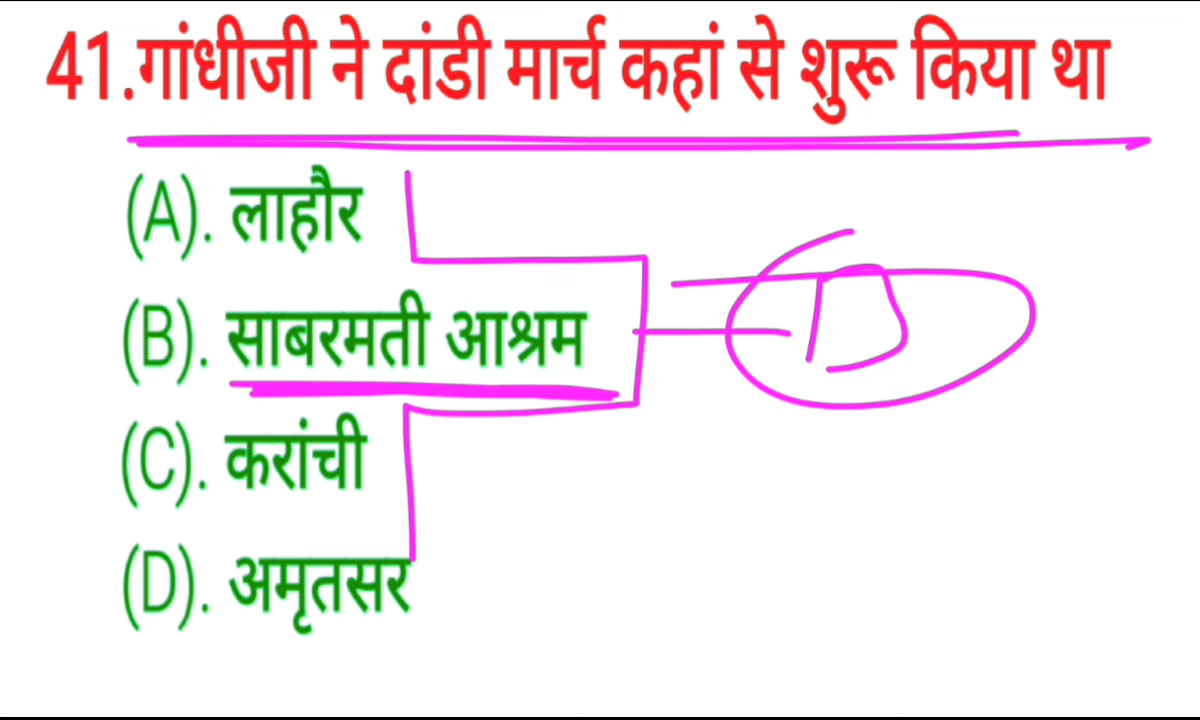 41.गांधीजी ने दांडी मार्च कहां से शुरू किया था
(A). लाहौर
(B). साबरमती आश्रम
D
(C). करांची
(D). अमृतसर